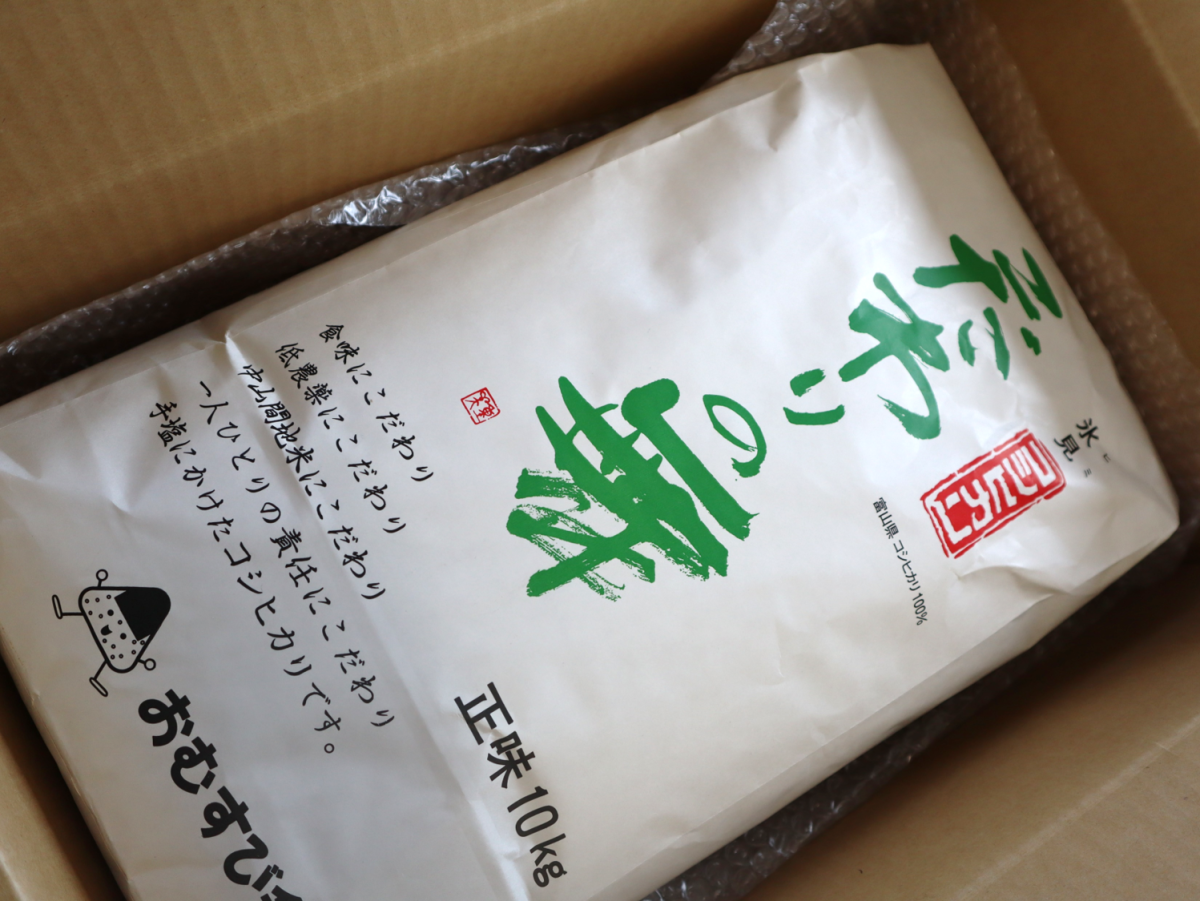 氷見
コシヒカリ
富山県 コシヒカリ100%
わりの
食味にこだわり
低農薬にこだわり
中山間地米にこだわり
一人ひとりの責任にこだわり
手塩にかけたコシヒカリです。
正味10kg
おむすび